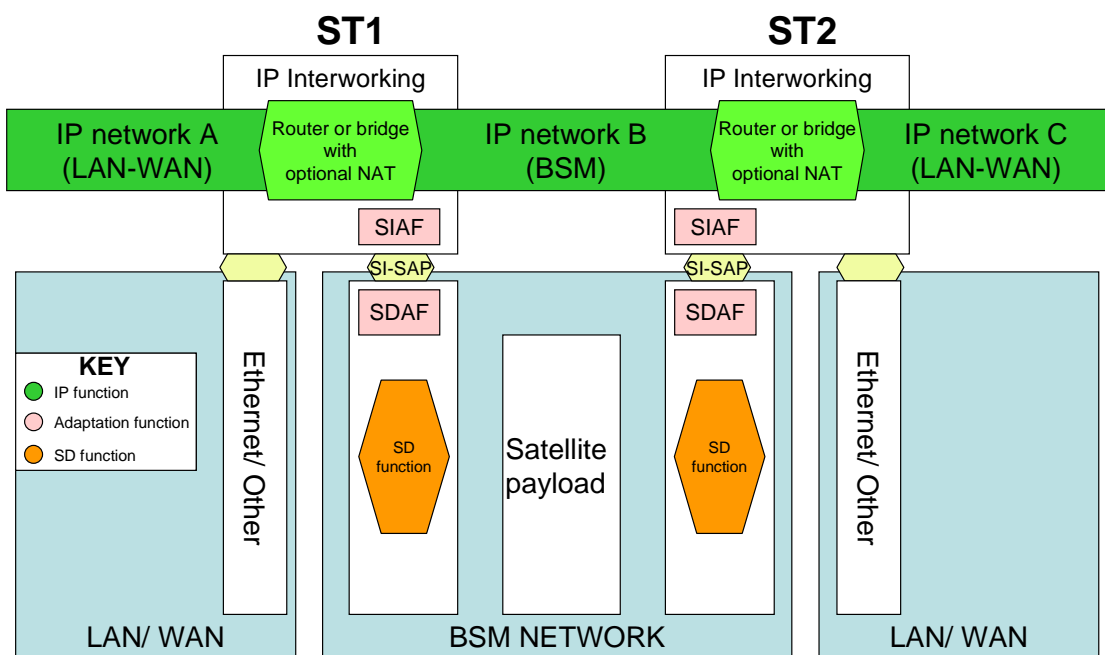 ST1
ST2
IP Interworking
IP Interworking
IP network A
(LAN-WAN)
Router or bridge
with
optional NAT
IP network B
(BSM)
Router or bridge
with
optional NAT
IP network C
(LAN-WAN)
SIAF
SIAF
SI-SAP
SI-SAP
SDAF
SDAF
KEY
IP function
Adaptation function
SD function
Ethernet/ Other
SD
function
Satellite
payload
SD
function
Ethernet/ Other
LAN/ WAN
BSM NETWORK
LAN/ WAN